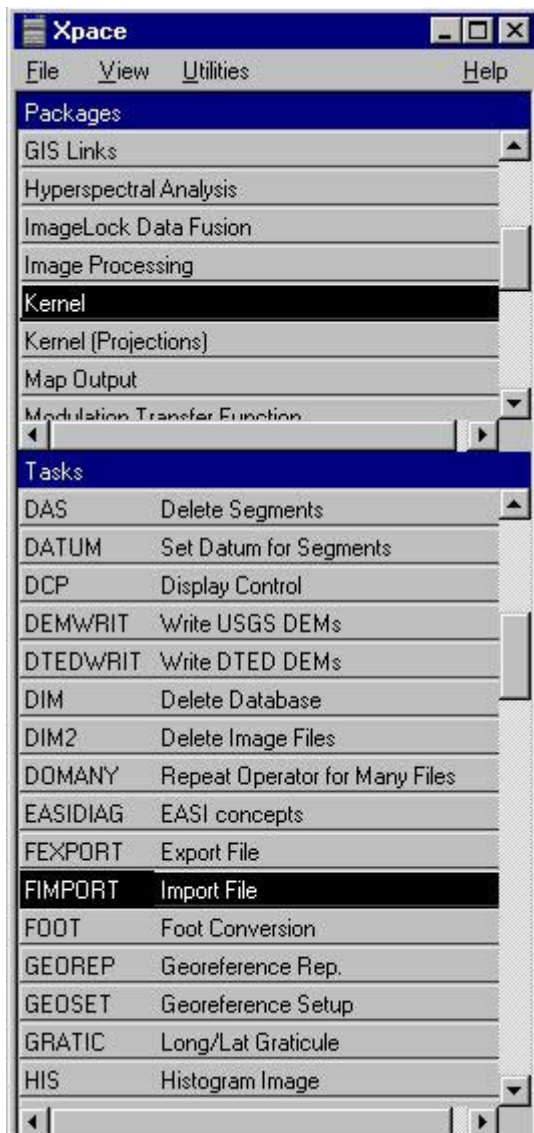 Xpace
File View Utilities Help
Packages
GIS Links
Hyperspectral Analysis
ImageLock Data Fusion
Image Processing
Kernel
Kernel (Projections)
Map Output
Modulation Transfer Function
Tasks
DAS Delete Segments
DATUM Set Datum for Segments
DCP Display Control
DEMWRIT Write USGS DEMs
DTEDWRIT Write DTED DEMs
DIM Delete Database
DIM2 Delete Image Files
DOMANY Repeat Operator for Many Files
EASIDIAG EASI concepts
FEXPORT Export File
FIMPORT Import File
FOOT Foot Conversion
GEOREP Georeference Rep.
GEOSET Georeference Setup
GRATIC Long/Lat Graticule
HIS Histogram Image